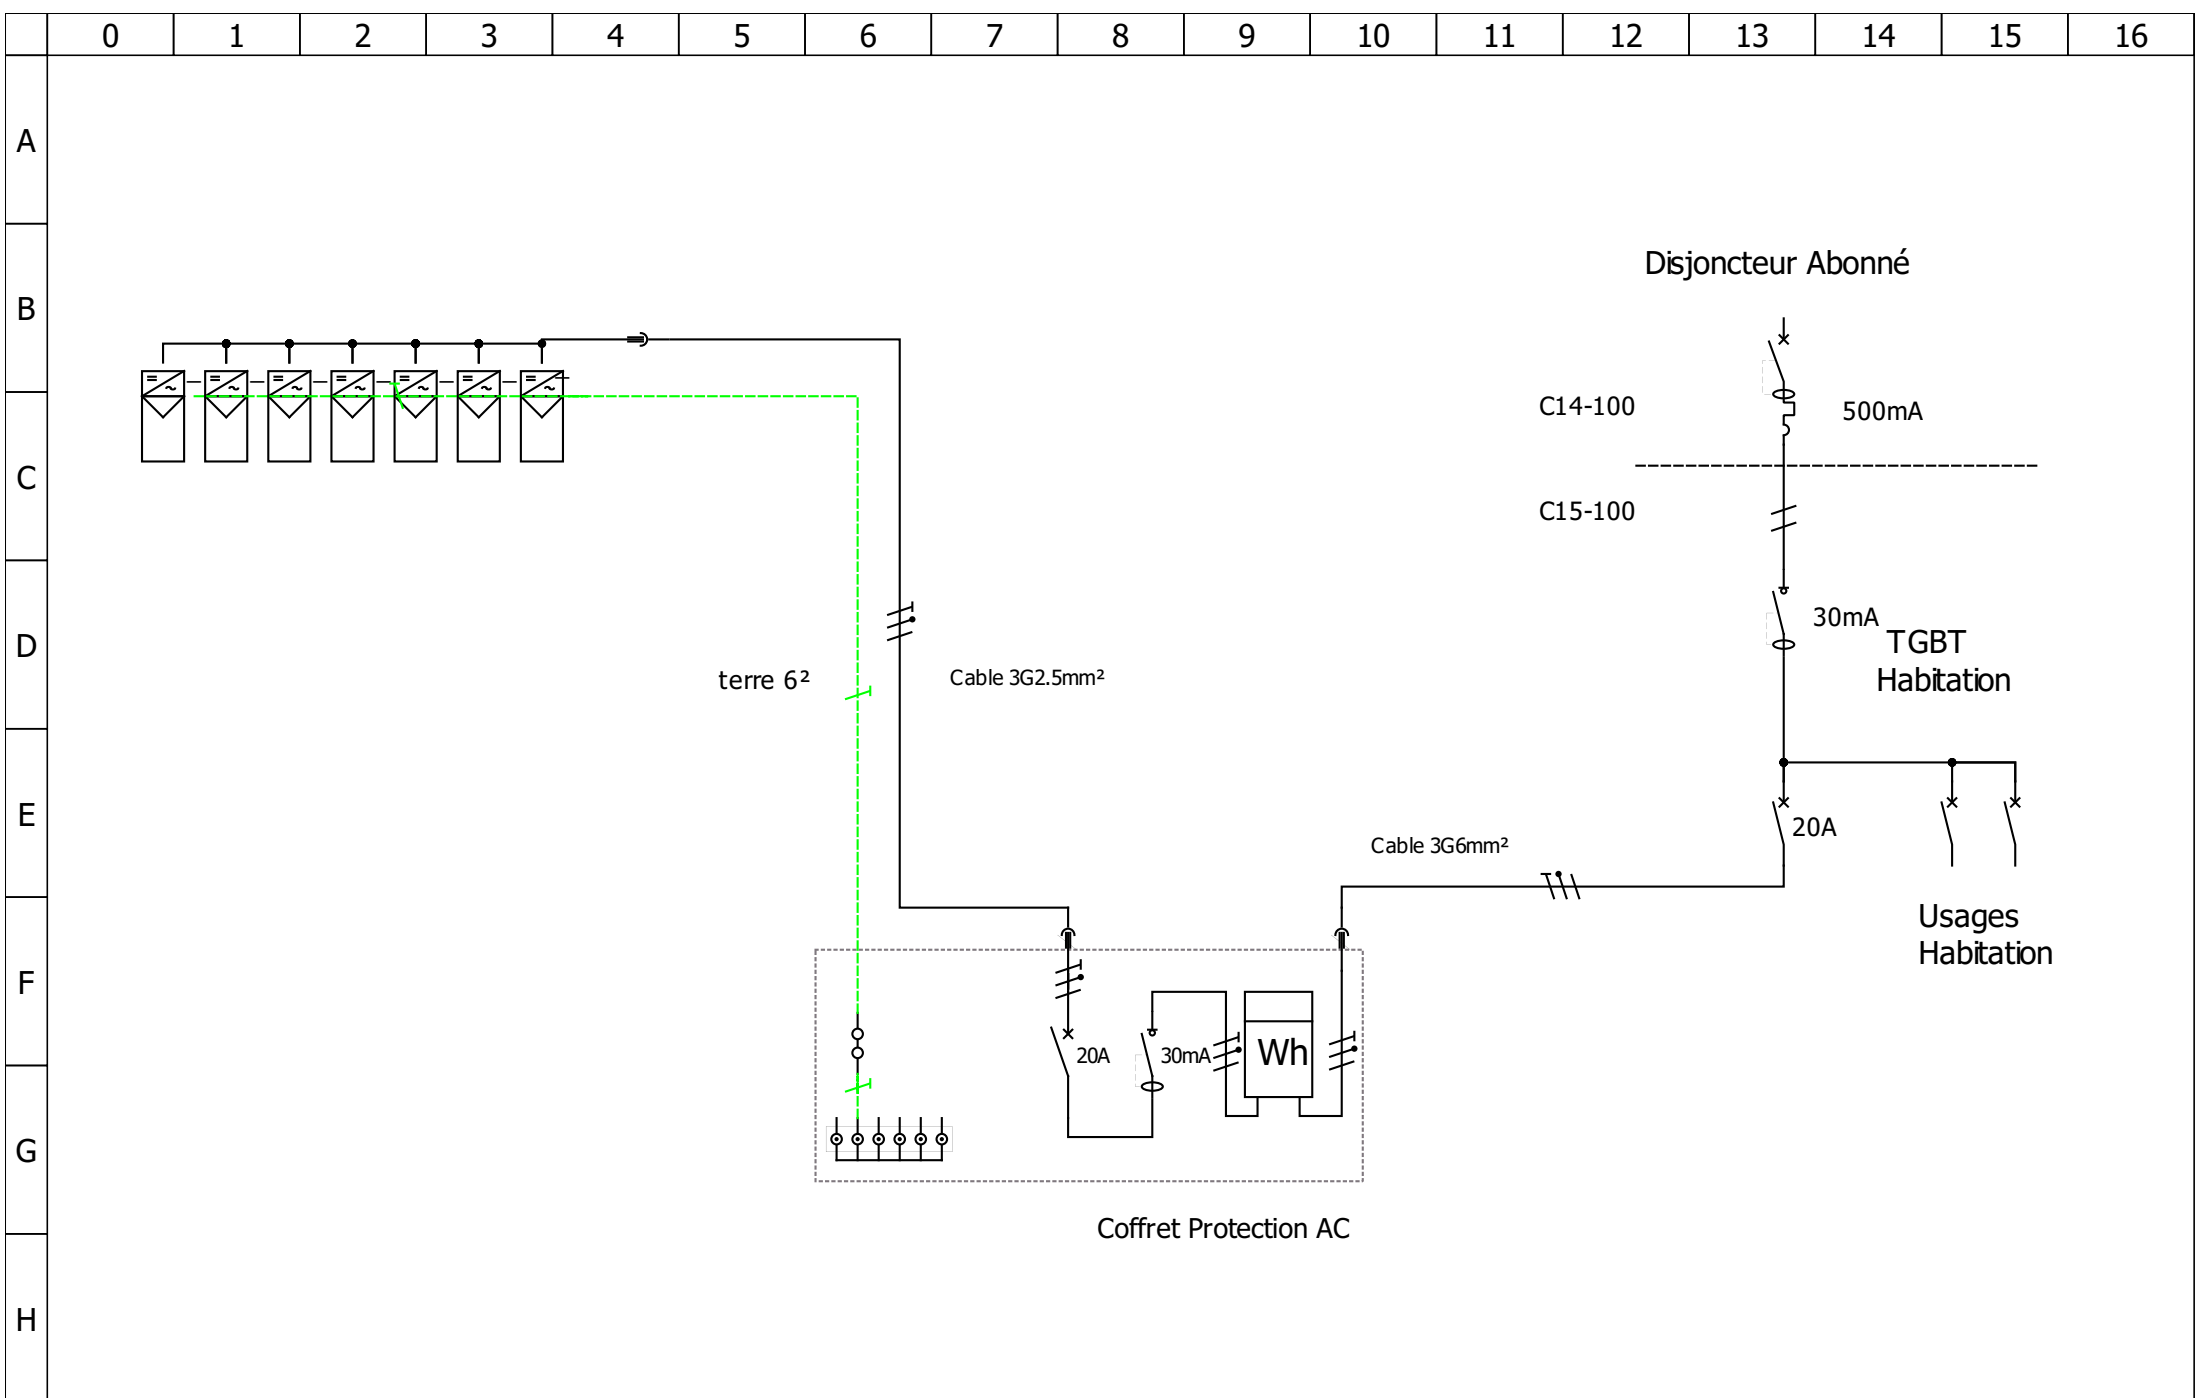 0 1 2 3 4 5 6 7 8 9 10 11 12 13 14 15 16
A
B
C
D
E
F
G
H
Disjoncteur Abonné
C14-100
500mA
C15-100
30mA
TGBT
Habitation
terre 6²
Cable 3G2.5mm²
20A
Cable 3G6mm²
Usages
Habitation
20A
30mA
Wh
Coffret Protection AC